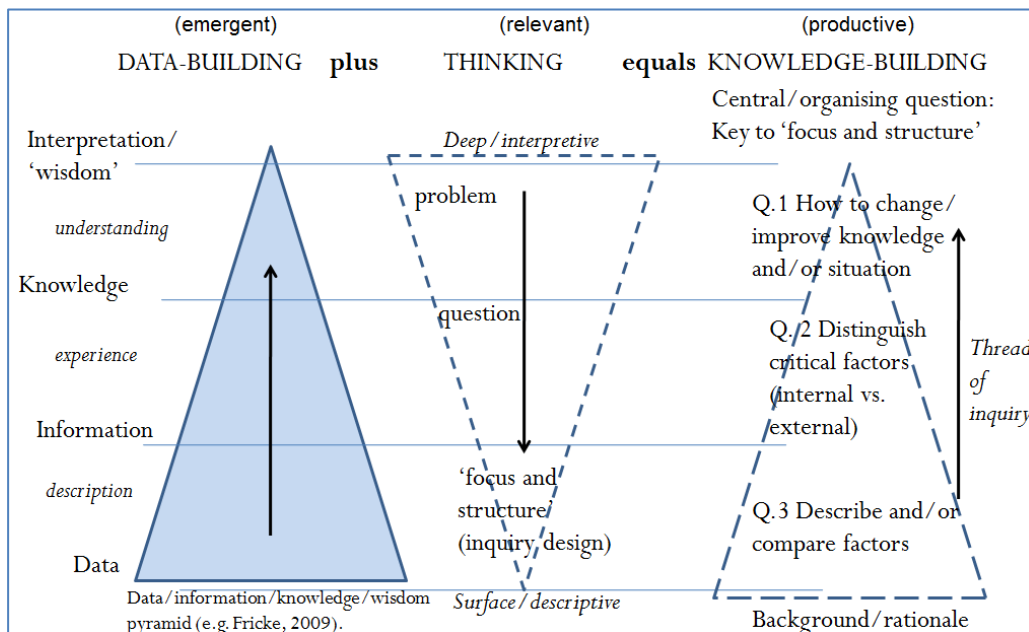 (emergent)
(relevant)
(productive)
DATA-BUILDING plus THINKING equals KNOWLEDGE-BUILDING
Central/organising question:
Key to ‘focus and structure’
Interpretation/
‘wisdom’
understanding
Knowledge
experience
Information
description
Data
Data/information/knowledge/wisdom
pyramid (e.g. Fricke, 2009).
Deep/interpretive
problem
question
‘focus and
structure’
(inquiry design)
Surface/descriptive
Q.1 How to change/
improve knowledge
and/or situation
Q. 2 Distinguish
critical factors
(internal vs.
external)
Q.3 Describe and/or
compare factors
Thread
of
inquiry
Background/rationale